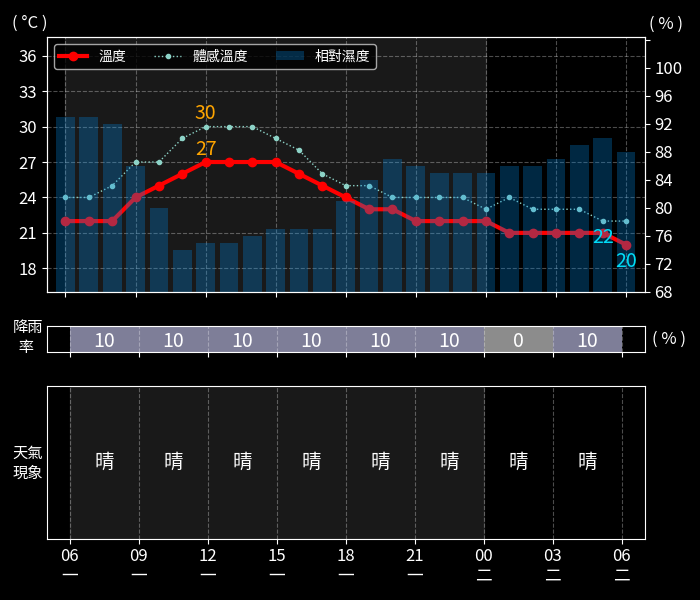 ( °C )
( % )
溫度 體感溫度 相對濕度
36
33
30
27
24
21
18
100
96
92
88
84
80
76
72
68
30
27
22
20
降雨
率
10 10 10 10 10 10 0 10
( % )
天氣
現象
晴 晴 晴 晴 晴 晴 晴 晴
06 09 12 15 18 21 00 03 06
一 一 一 一 一 一 二 二 二